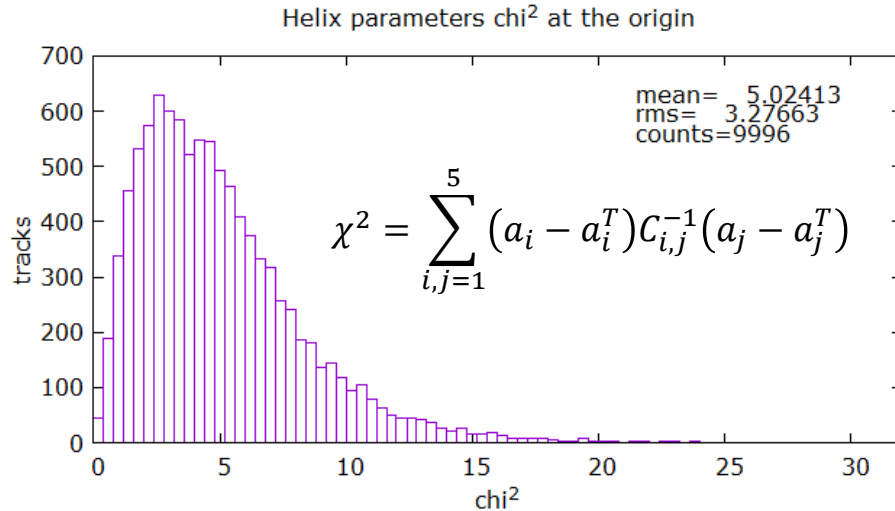 Helix parameters chi² at the origin
700
600
500
400
300
200
100
0
tracks
mean= 5.02413
rms= 3.27663
counts=9996
χ² = ∑_{i,j=1}^{5} (a_i − a_i^T) C_{i,j}^{-1} (a_j − a_j^T)
0 5 10 15 20 25 30
chi²